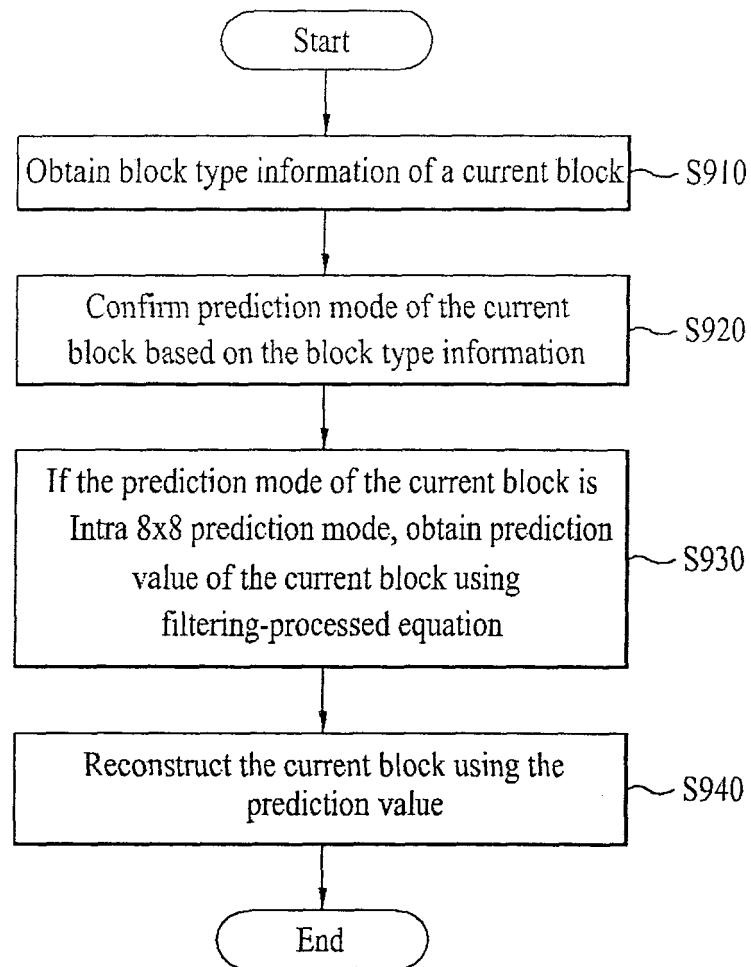 Start
Obtain block type information of a current block
S910
Confirm prediction mode of the current
block based on the block type information
S920
If the prediction mode of the current block is
Intra 8x8 prediction mode, obtain prediction
value of the current block using
filtering-processed equation
S930
Reconstruct the current block using the
prediction value
S940
End